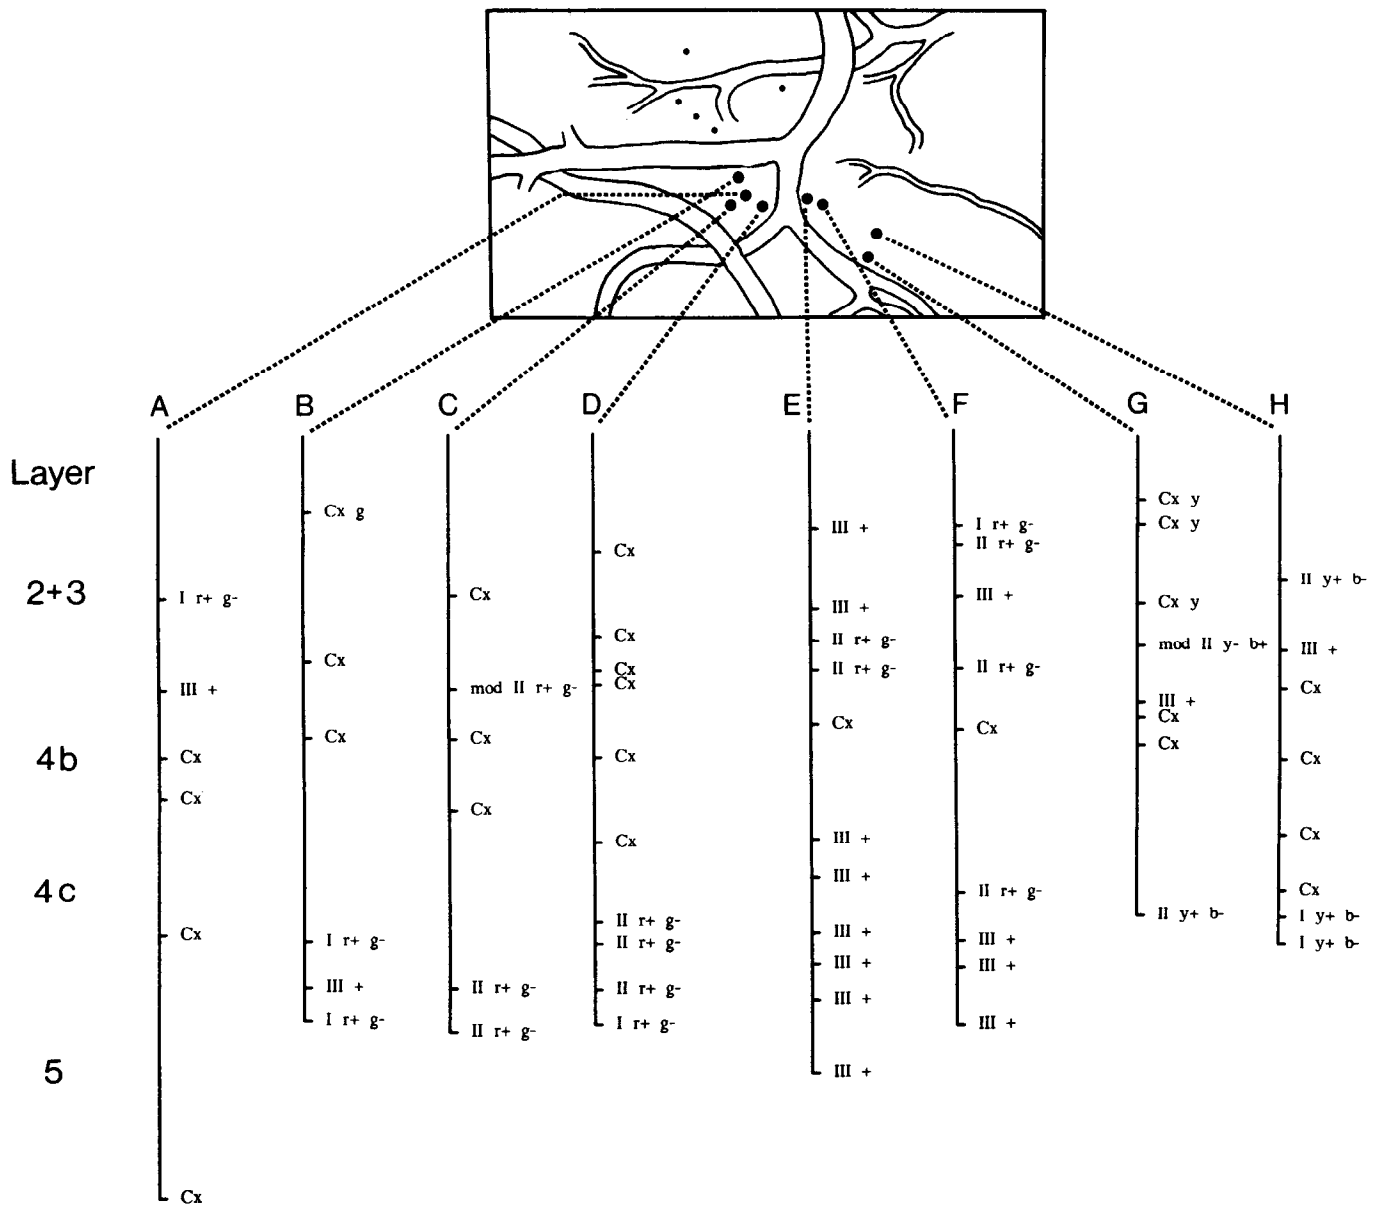 A B C D E F G H
Layer
2+3
4b
4c
5
I r+ g-
III +
Cx
Cx
Cx
Cx
Cx g
Cx
Cx
I r+ g-
III +
I r+ g-
Cx
mod II r+ g-
Cx
Cx
II r+ g-
II r+ g-
Cx
Cx
Cx
Cx
Cx
Cx
II r+ g-
II r+ g-
II r+ g-
I r+ g-
III +
III +
II r+ g-
II r+ g-
Cx
III +
III +
III +
III +
III +
III +
I r+ g-
II r+ g-
III +
II r+ g-
Cx
II r+ g-
III +
III +
III +
Cx y
Cx y
Cx y
mod II y- b+
III +
Cx
Cx
II y+ b-
II y+ b-
III +
Cx
Cx
Cx
Cx
I y+ b-
I y+ b-